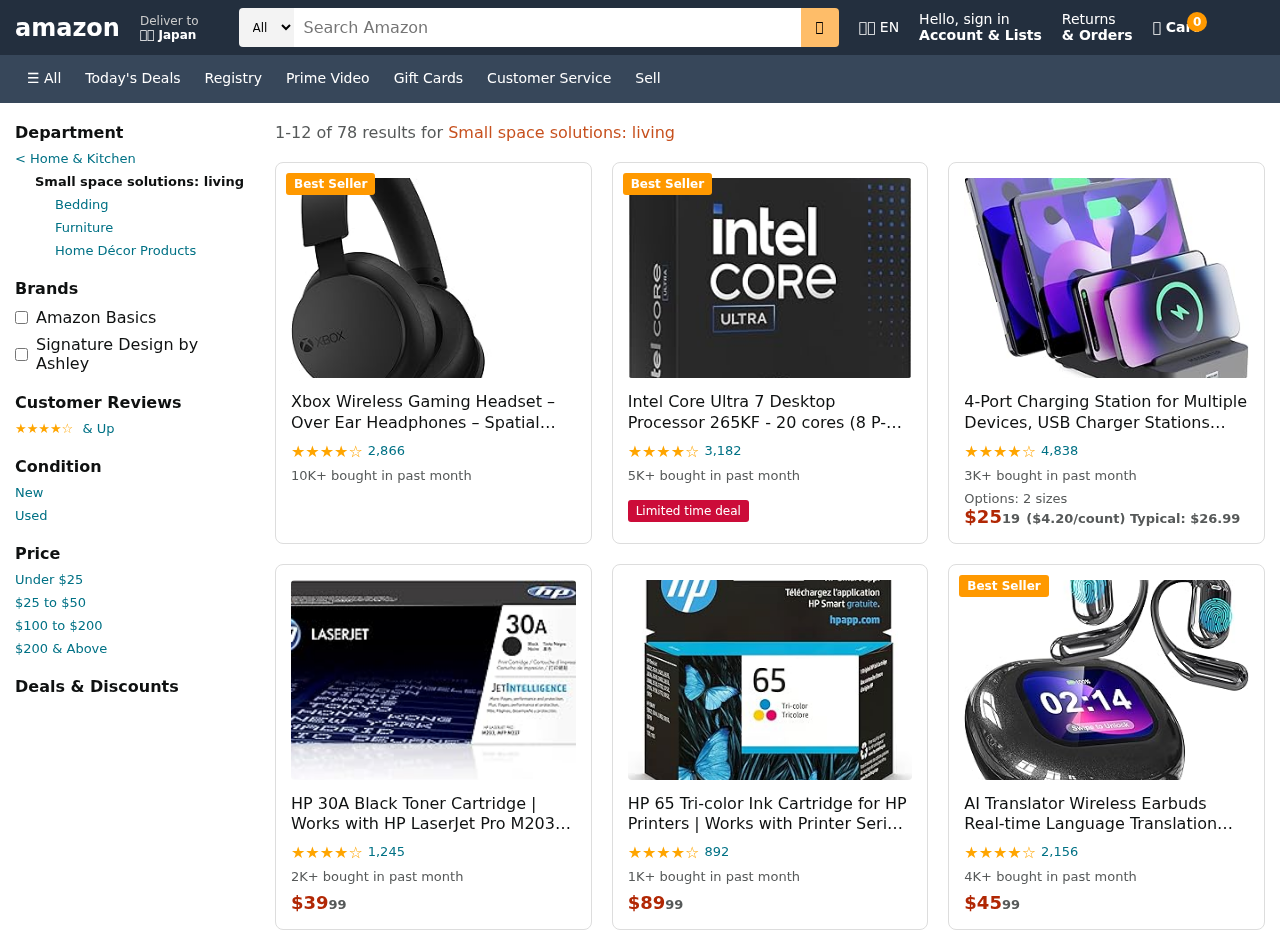 amazon
Deliver to
Japan
All
Search Amazon
EN
Hello, sign in
Account & Lists
Returns
& Orders
0
☰ All
Today's Deals
Registry
Prime Video
Gift Cards
Customer Service
Sell
Department
< Home & Kitchen
Small space solutions: living
Bedding
Furniture
Home Décor Products
Brands
Amazon Basics
Signature Design by
Ashley
Customer Reviews
★★★★☆ & Up
Condition
New
Used
Price
Under $25
$25 to $50
$100 to $200
$200 & Above
Deals & Discounts
1-12 of 78 results for Small space solutions: living
Best Seller
XBOX
Xbox Wireless Gaming Headset –
Over Ear Headphones – Spatial…
★★★★☆ 2,866
10K+ bought in past month
Best Seller
intel
CORE
ULTRA
Intel Core Ultra 7 Desktop
Processor 265KF - 20 cores (8 P-…
★★★★☆ 3,182
5K+ bought in past month
Limited time deal
4-Port Charging Station for Multiple
Devices, USB Charger Stations…
★★★★☆ 4,838
3K+ bought in past month
Options: 2 sizes
$2519 ($4.20/count) Typical: $26.99
hp
LASERJET
30A
JETINTELLIGENCE
HP 30A Black Toner Cartridge |
Works with HP LaserJet Pro M203…
★★★★☆ 1,245
2K+ bought in past month
$3999
hp
Téléchargez l'application
HP Smart gratuite.
hpapp.com
65
Tri-color
Tricolore
HP 65 Tri-color Ink Cartridge for HP
Printers | Works with Printer Seri…
★★★★☆ 892
1K+ bought in past month
$8999
Best Seller
02:14
Swipe to Unlock
AI Translator Wireless Earbuds
Real-time Language Translation…
★★★★☆ 2,156
4K+ bought in past month
$4599